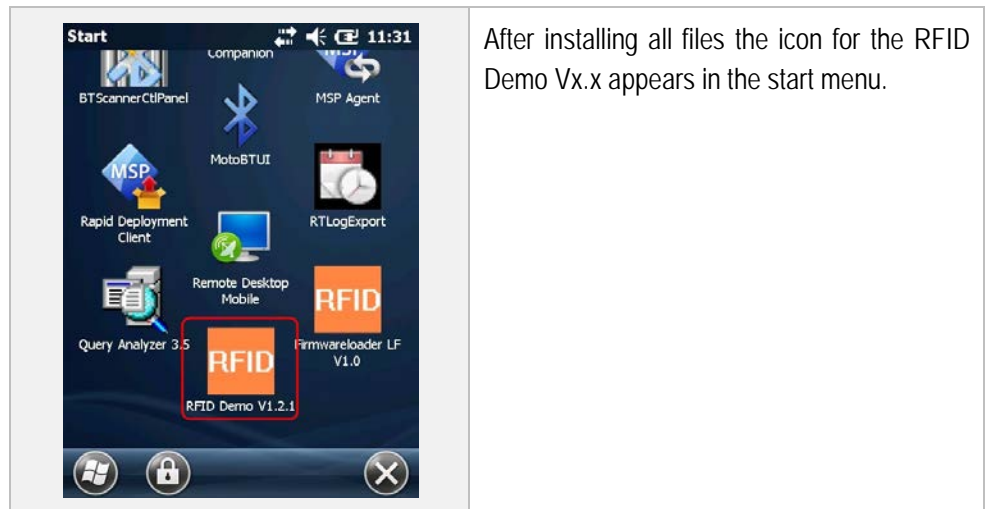 Start
11:31
Companion
BTScannerCtlPanel
MSP Agent
MotoBTUI
MSP
Rapid Deployment
Client
RTLogExport
Remote Desktop
Mobile
RFID
Query Analyzer 3.5
Firmwareloader LF
V1.0
RFID
RFID Demo V1.2.1
After installing all files the icon for the RFID
Demo Vx.x appears in the start menu.